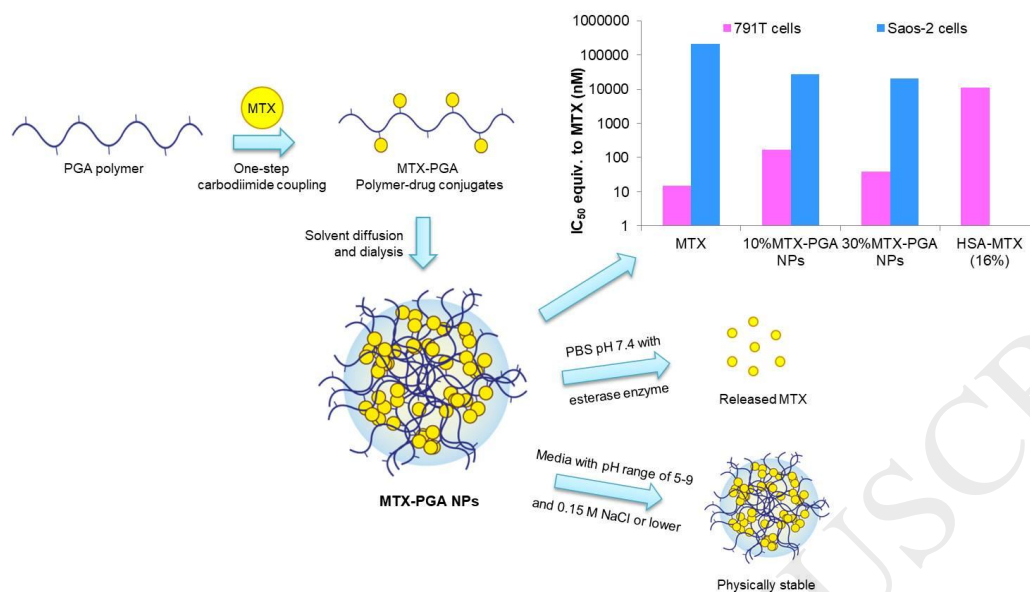 MTX
PGA polymer
One-step
carbodiimide coupling
MTX-PGA
Polymer-drug conjugates
Solvent diffusion
and dialysis
MTX-PGA NPs
791T cells
Saos-2 cells
IC50 equiv. to MTX (nM)
1000000
100000
10000
1000
100
10
1
MTX
10%MTX-PGA
NPs
30%MTX-PGA
NPs
HSA-MTX
(16%)
PBS pH 7.4 with
esterase enzyme
Released MTX
Media with pH range of 5-9
and 0.15 M NaCl or lower
Physically stable